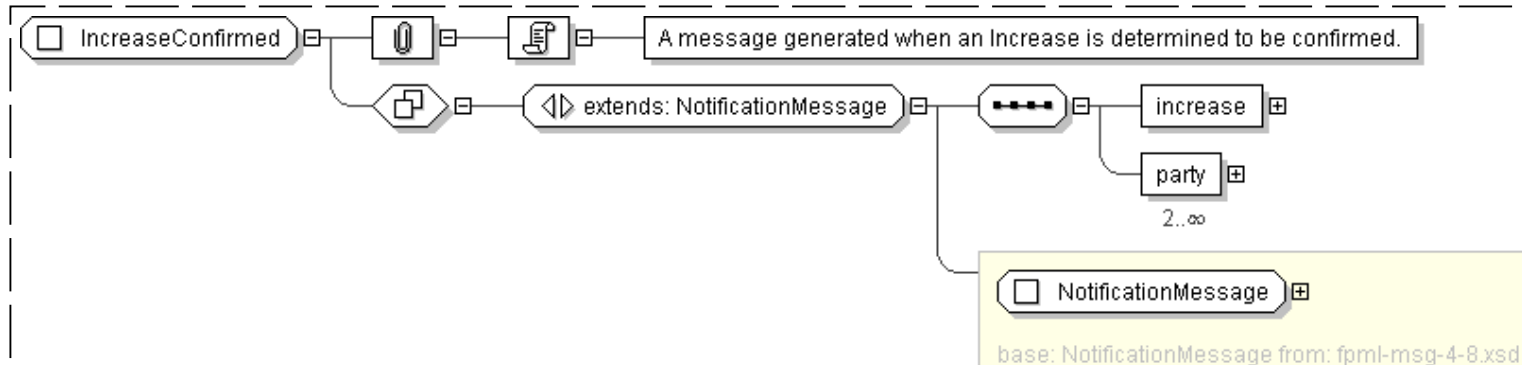 IncreaseConfirmed
A message generated when an Increase is determined to be confirmed.
extends: NotificationMessage
increase
party
2..∞
NotificationMessage
base: NotificationMessage from: fpml-msg-4-8.xsd